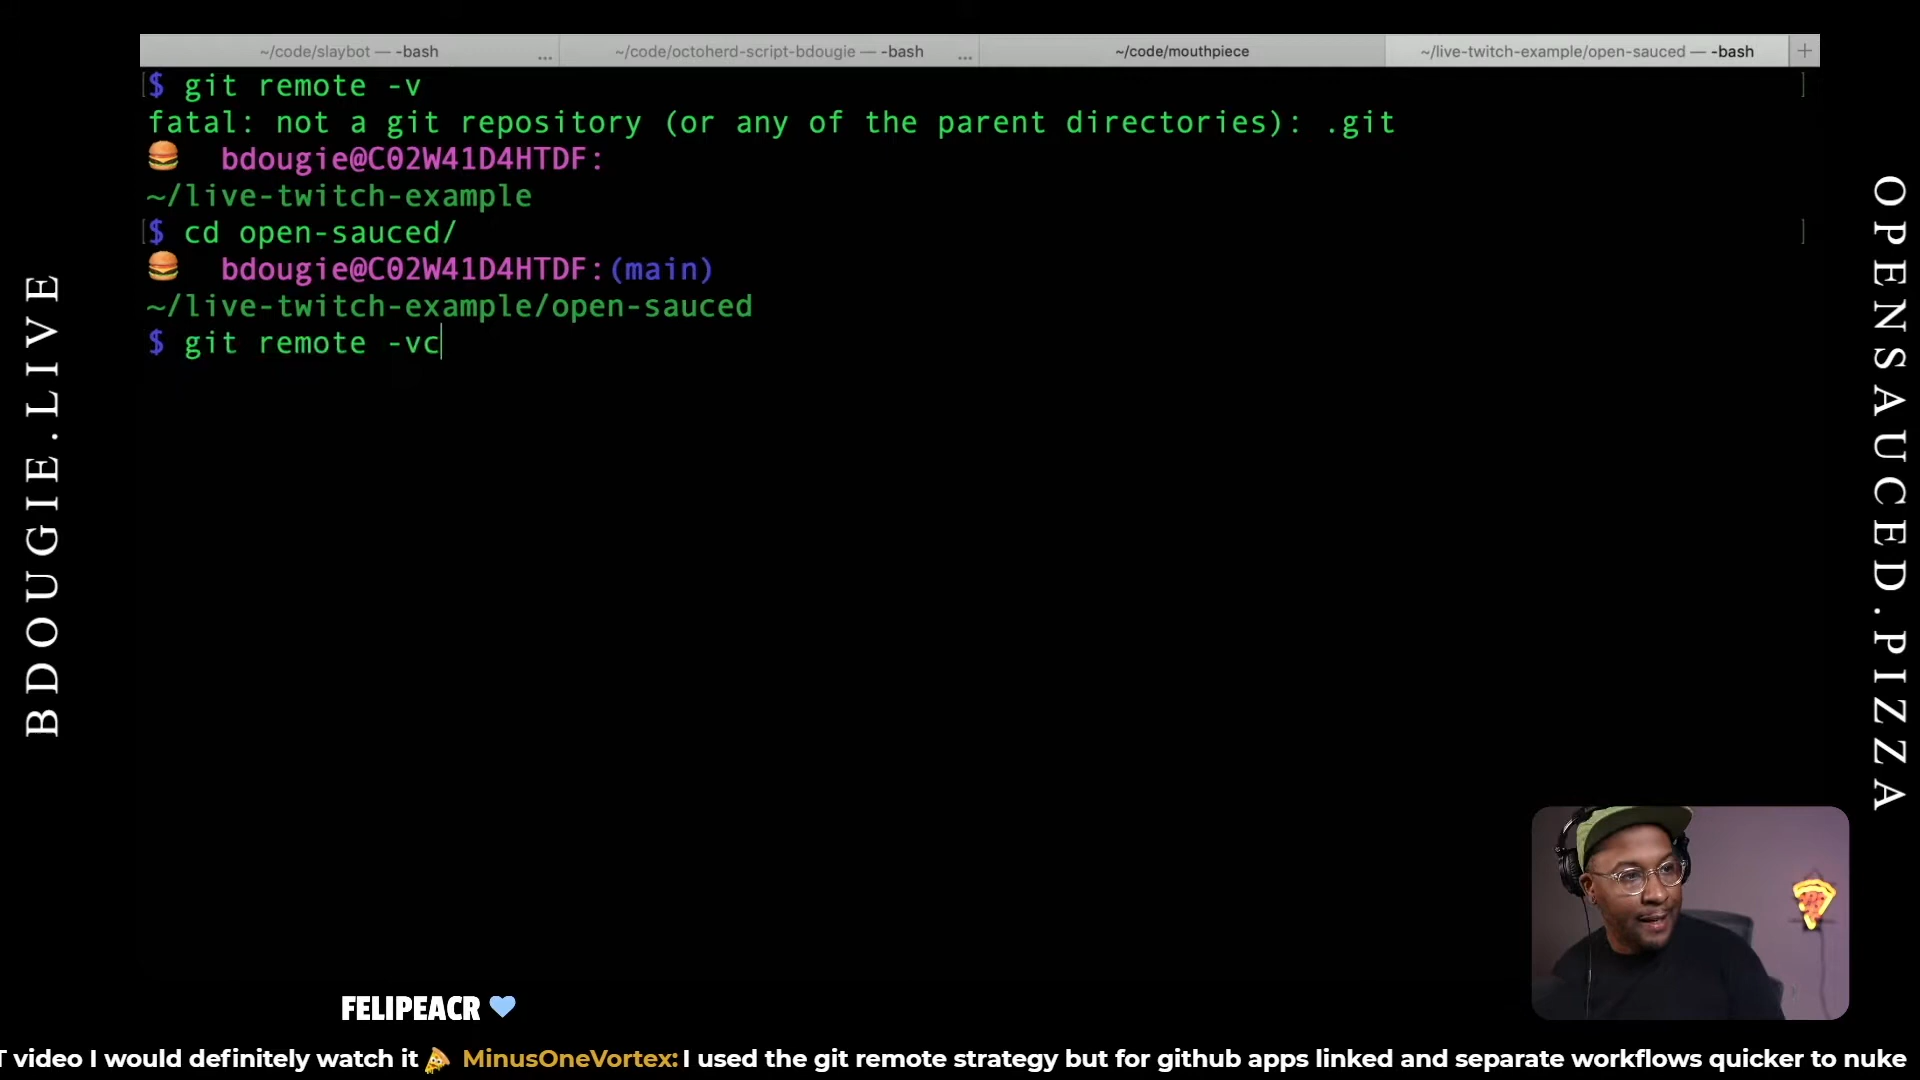 ~/code/slaybot — -bash ...
~/code/octoherd-script-bdougie — -bash ...
~/code/mouthpiece
~/live-twitch-example/open-sauced — -bash +
[$ git remote -v ]
fatal: not a git repository (or any of the parent directories): .git
🍔 bdougie@C02W41D4HTDF:
~/live-twitch-example
[$ cd open-sauced/ ]
🍔 bdougie@C02W41D4HTDF:(main)
~/live-twitch-example/open-sauced
$ git remote -vc
BDOUGIE.LIVE
OPENSAUCED.PIZZA
FELIPEACR 💙
T video I would definitely watch it 🍕 MinusOneVortex: I used the git remote strategy but for github apps linked and separate workflows quicker to nuke